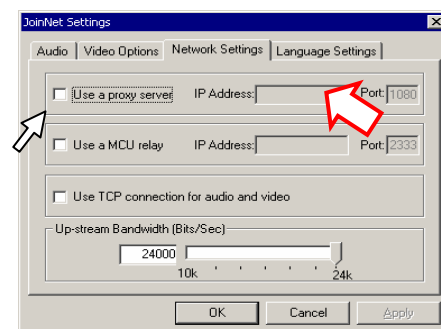 JoinNet Settings
Audio Video Options Network Settings Language Settings
Use a proxy server IP Address: Port: 1080
Use a MCU relay IP Address: Port: 2333
Use TCP connection for audio and video
Up-stream Bandwidth (Bits/Sec)
24000
10k 24k
OK Cancel Apply